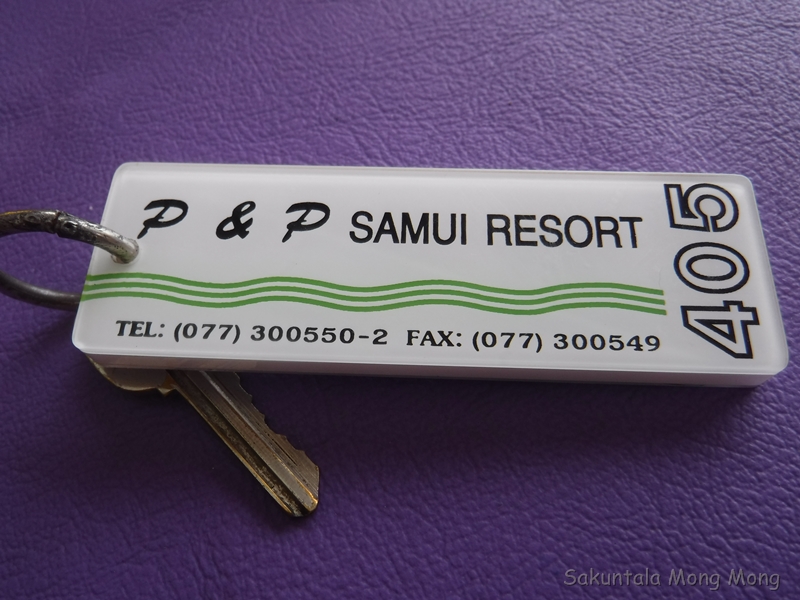 P & P SAMUI RESORT
TEL: (077) 300550-2 FAX: (077) 300549
405
Sakuntala Mong Mong